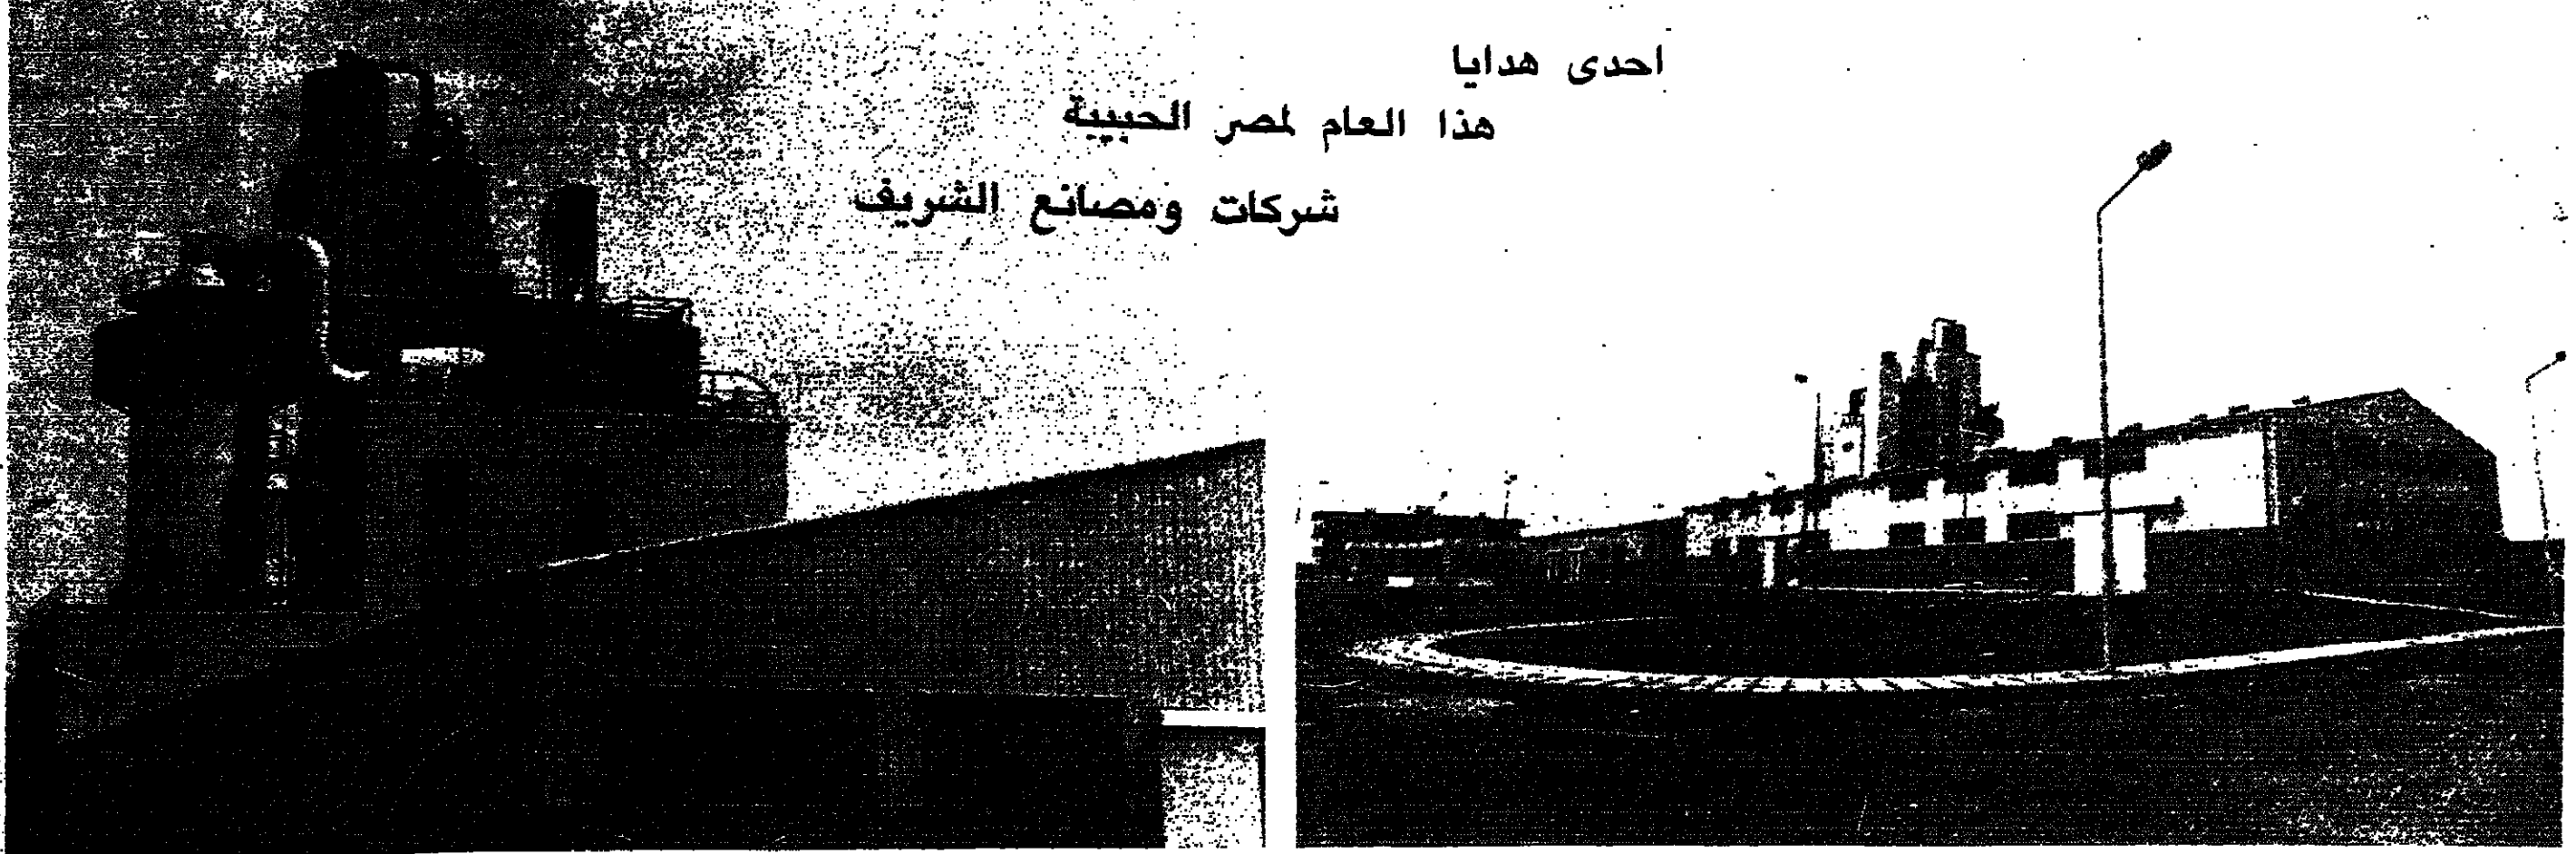 احدى هدايا
هذا العام لمصر الحبيبة
شركات ومصانع الشريف